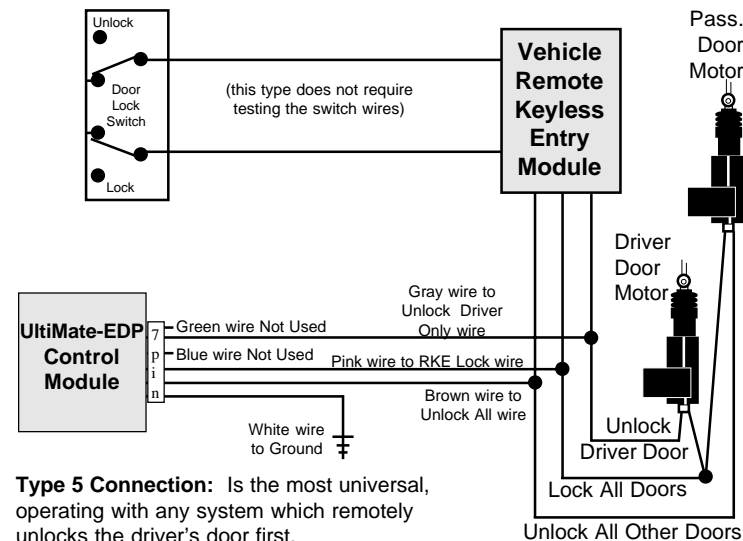 Unlock
Door
Lock
Switch
Lock
(this type does not require
testing the switch wires)
Vehicle
Remote
Keyless
Entry
Module
Pass.
Door
Motor
Driver
Door
Motor
UltiMate-EDP
Control
Module
7
p
i
n
Green wire Not Used
Blue wire Not Used
Gray wire to
Unlock Driver
Only wire
Pink wire to RKE Lock wire
Brown wire to
Unlock All wire
White wire
to Ground
Unlock
Driver Door
Lock All Doors
Unlock All Other Doors
Type 5 Connection: Is the most universal,
operating with any system which remotely
unlocks the driver's door first.